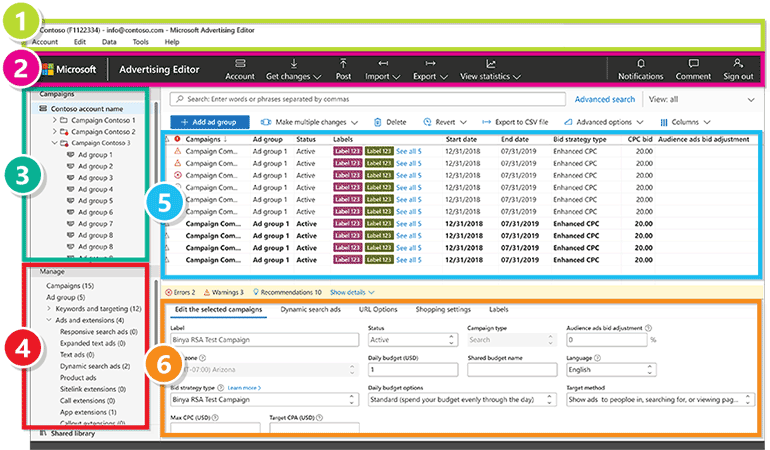 1
Contoso (F1122334) - info@contoso.com - Microsoft Advertising Editor
Account Edit Data Tools Help
2
Microsoft Advertising Editor Account Get changes Post Import Export View statistics Notifications Comment Sign out
Campaigns
Contoso account name
Campaign Contoso 1
Campaign Contoso 2
Campaign Contoso 3
Ad group 1
Ad group 2
Ad group 3
Ad group 4
Ad group 5
Ad group 6
Ad group 7
Ad group 8
3
Manage
Campaigns (15)
Ad group (5)
Keywords and targeting (12)
Ads and extensions (4)
Responsive search ads (0)
Expanded text ads (0)
Text ads (0)
Dynamic search ads (2)
Product ads
Sitelink extensions (0)
Call extensions (0)
App extensions (1)
Callout extensions (0)
4
Shared library
Search: Enter words or phrases separated by commas Advanced search View: all
+ Add ad group Make multiple changes Delete Revert Export to CSV file Advanced options Columns
5
Campaigns ↓ Ad group Status Labels Start date End date Bid strategy type CPC bid Audience ads bid adjustment
Campaign Com... Ad group 1 Active Label 123 Label 123 See all 5 12/31/2018 07/31/2019 Enhanced CPC 20.00
Campaign Com... Ad group 1 Active Label 123 Label 123 See all 5 12/31/2018 07/31/2019 Enhanced CPC 20.00
Campaign Com... Ad group 1 Active Label 123 Label 123 See all 5 12/31/2018 07/31/2019 Enhanced CPC 20.00
Campaign Com... Ad group 1 Active Label 123 Label 123 See all 5 12/31/2018 07/31/2019 Enhanced CPC 20.00
Campaign Com... Ad group 1 Active Label 123 Label 123 See all 5 12/31/2018 07/31/2019 Enhanced CPC 20.00
Campaign Com... Ad group 1 Active Label 123 Label 123 See all 5 12/31/2018 07/31/2019 Enhanced CPC 20.00
Campaign Com... Ad group 1 Active Label 123 Label 123 See all 5 12/31/2018 07/31/2019 Enhanced CPC 20.00
Campaign Com... Ad group 1 Active Label 123 Label 123 See all 5 12/31/2018 07/31/2019 Enhanced CPC 20.00
Campaign Com... Ad group 1 Active Label 123 Label 123 See all 5 12/31/2018 07/31/2019 Enhanced CPC 20.00
Campaign Com... Ad group 1 Active Label 123 Label 123 See all 5 12/31/2018 07/31/2019 Enhanced CPC 20.00
Errors 2 Warnings 3 Recommendations 10 Show details
6
Edit the selected campaigns Dynamic search ads URL Options Shopping settings Labels
Label Status Campaign type Audience ads bid adjustment
Binya RSA Test Campaign Active Search 0 %
Daily budget (USD) Shared budget name Language
-07:00) Arizona 1 English
Bid strategy type Learn more > Daily budget options Target method
Binya RSA Test Campaign Standard (spend your budget evenly through the day) Show ads to peoploe in, searching for, or viewing pag...
Max CPC (USD) Target CPA (USD)